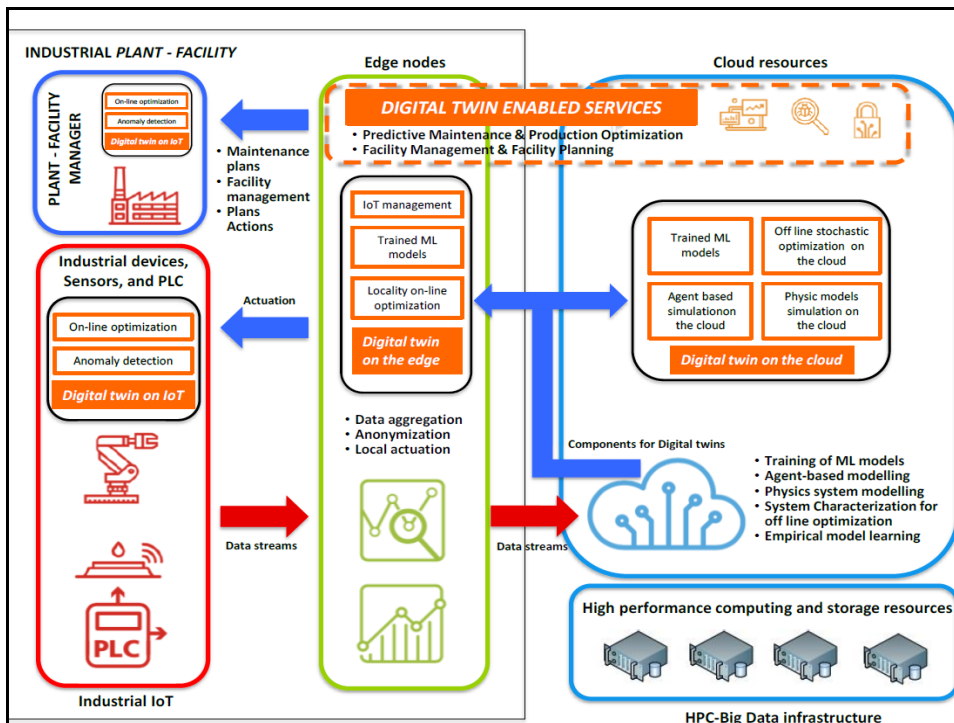 INDUSTRIAL PLANT - FACILITY
PLANT - FACILITY
MANAGER
On-line optimization
Anomaly detection
Digital twin on IoT
• Maintenance
plans
• Facility
management
• Plans
Actions
Industrial devices,
Sensors, and PLC
On-line optimization
Anomaly detection
Digital twin on IoT
Actuation
PLC
Industrial IoT
Data streams
Edge nodes
Cloud resources
DIGITAL TWIN ENABLED SERVICES
• Predictive Maintenance & Production Optimization
• Facility Management & Facility Planning
IoT management
Trained ML
models
Locality on-line
optimization
Digital twin
on the edge
• Data aggregation
• Anonymization
• Local actuation
Data streams
Trained ML
models
Off line stochastic
optimization on
the cloud
Agent based
simulationon
the cloud
Physic models
simulation on
the cloud
Digital twin on the cloud
Components for Digital twins
• Training of ML models
• Agent-based modelling
• Physics system modelling
• System Characterization for
off line optimization
• Empirical model learning
High performance computing and storage resources
HPC-Big Data infrastructure